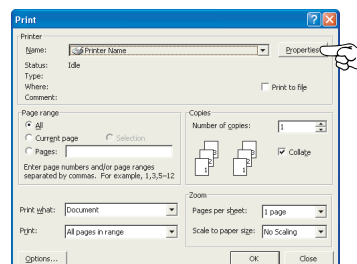 Print
Printer
Name: Printer Name Properties
Status: Idle
Type:
Where: Print to file
Comment:
Page range
All
Current page Selection
Pages:
Enter page numbers and/or page ranges
separated by commas. For example, 1,3,5–12
Copies
Number of copies: 1
Collate
Print what: Document
Print: All pages in range
Zoom
Pages per sheet: 1 page
Scale to paper size: No Scaling
Options... OK Close